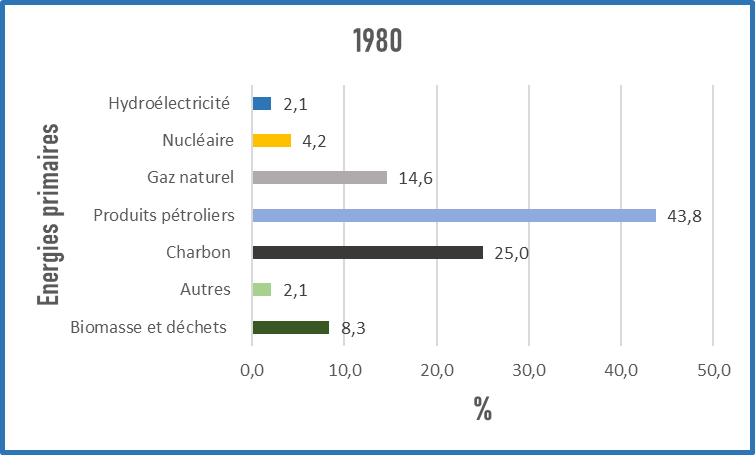 1980
Energies primaires
Hydroélectricité 2,1
Nucléaire 4,2
Gaz naturel 14,6
Produits pétroliers 43,8
Charbon 25,0
Autres 2,1
Biomasse et déchets 8,3
0,0 10,0 20,0 30,0 40,0 50,0
%